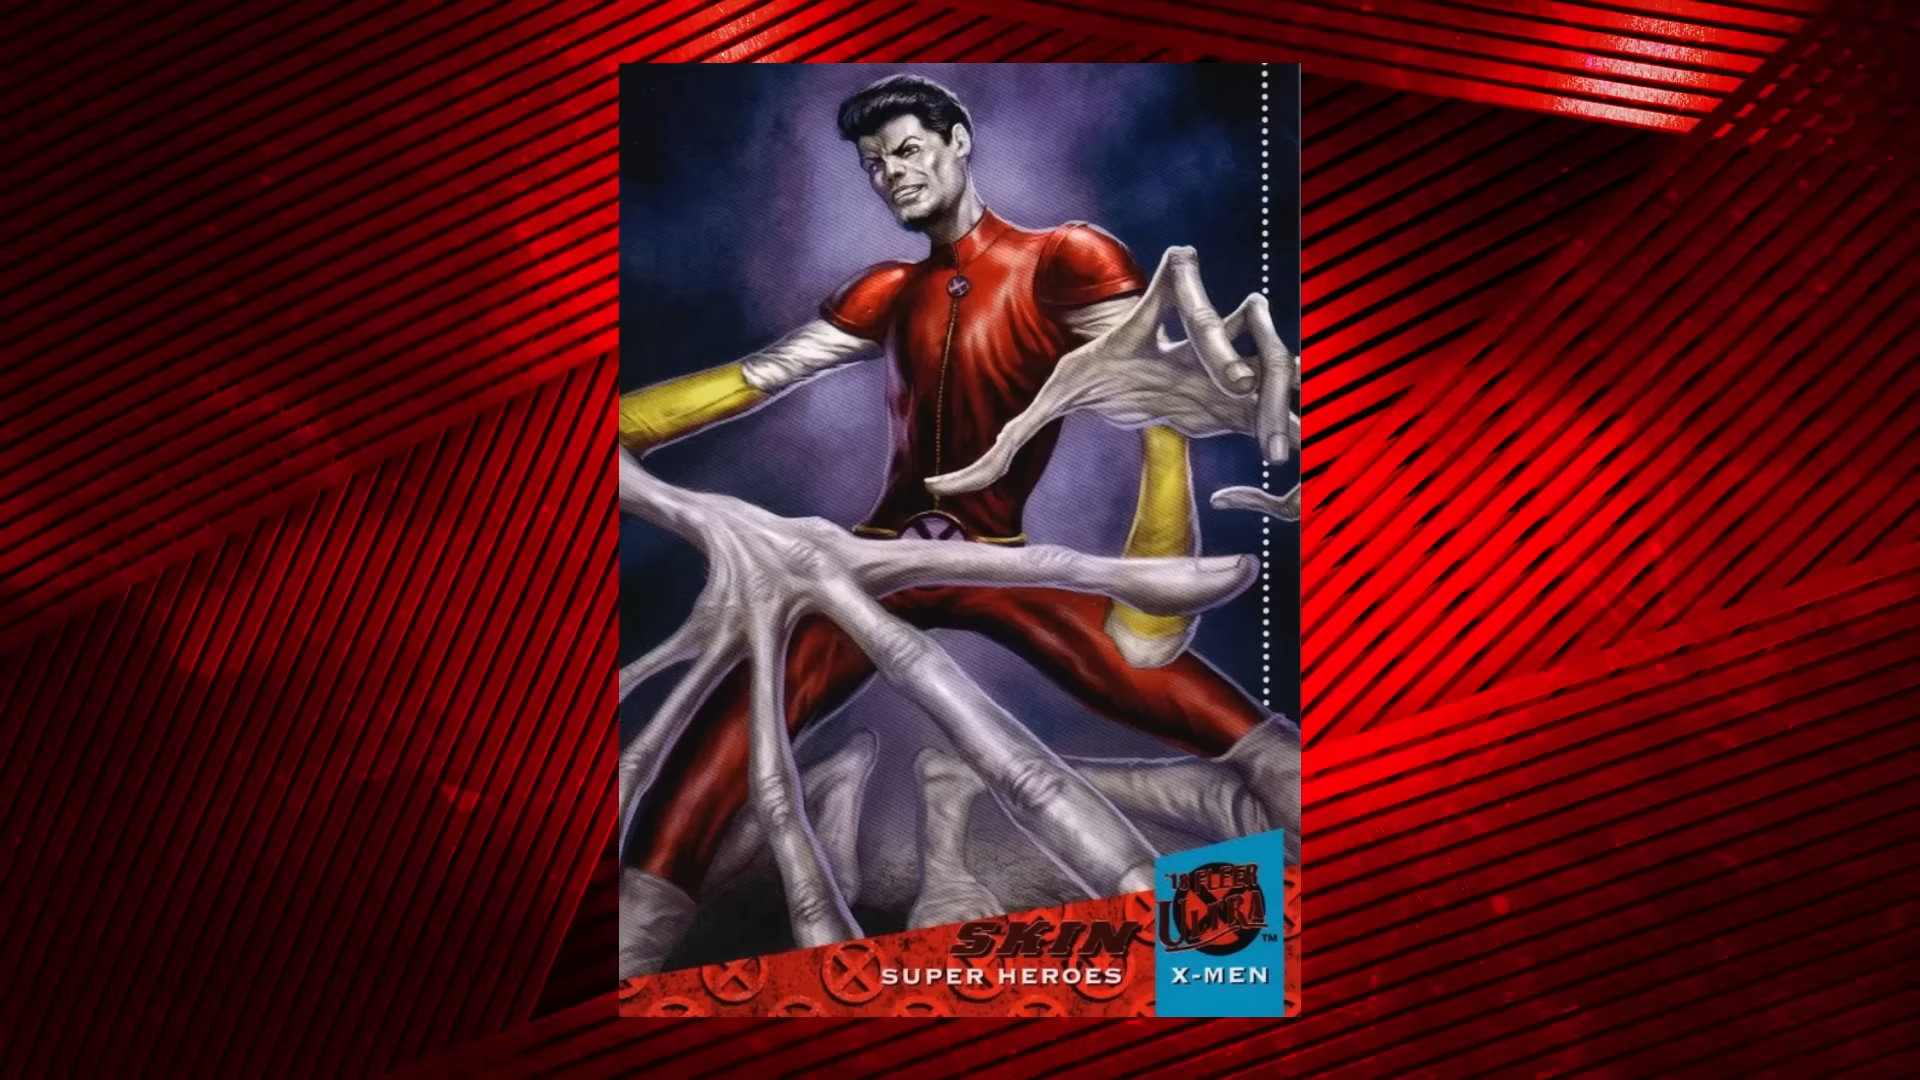 SKIN
SUPER HEROES
'18 FLEER
ULTRA
TM
X-MEN